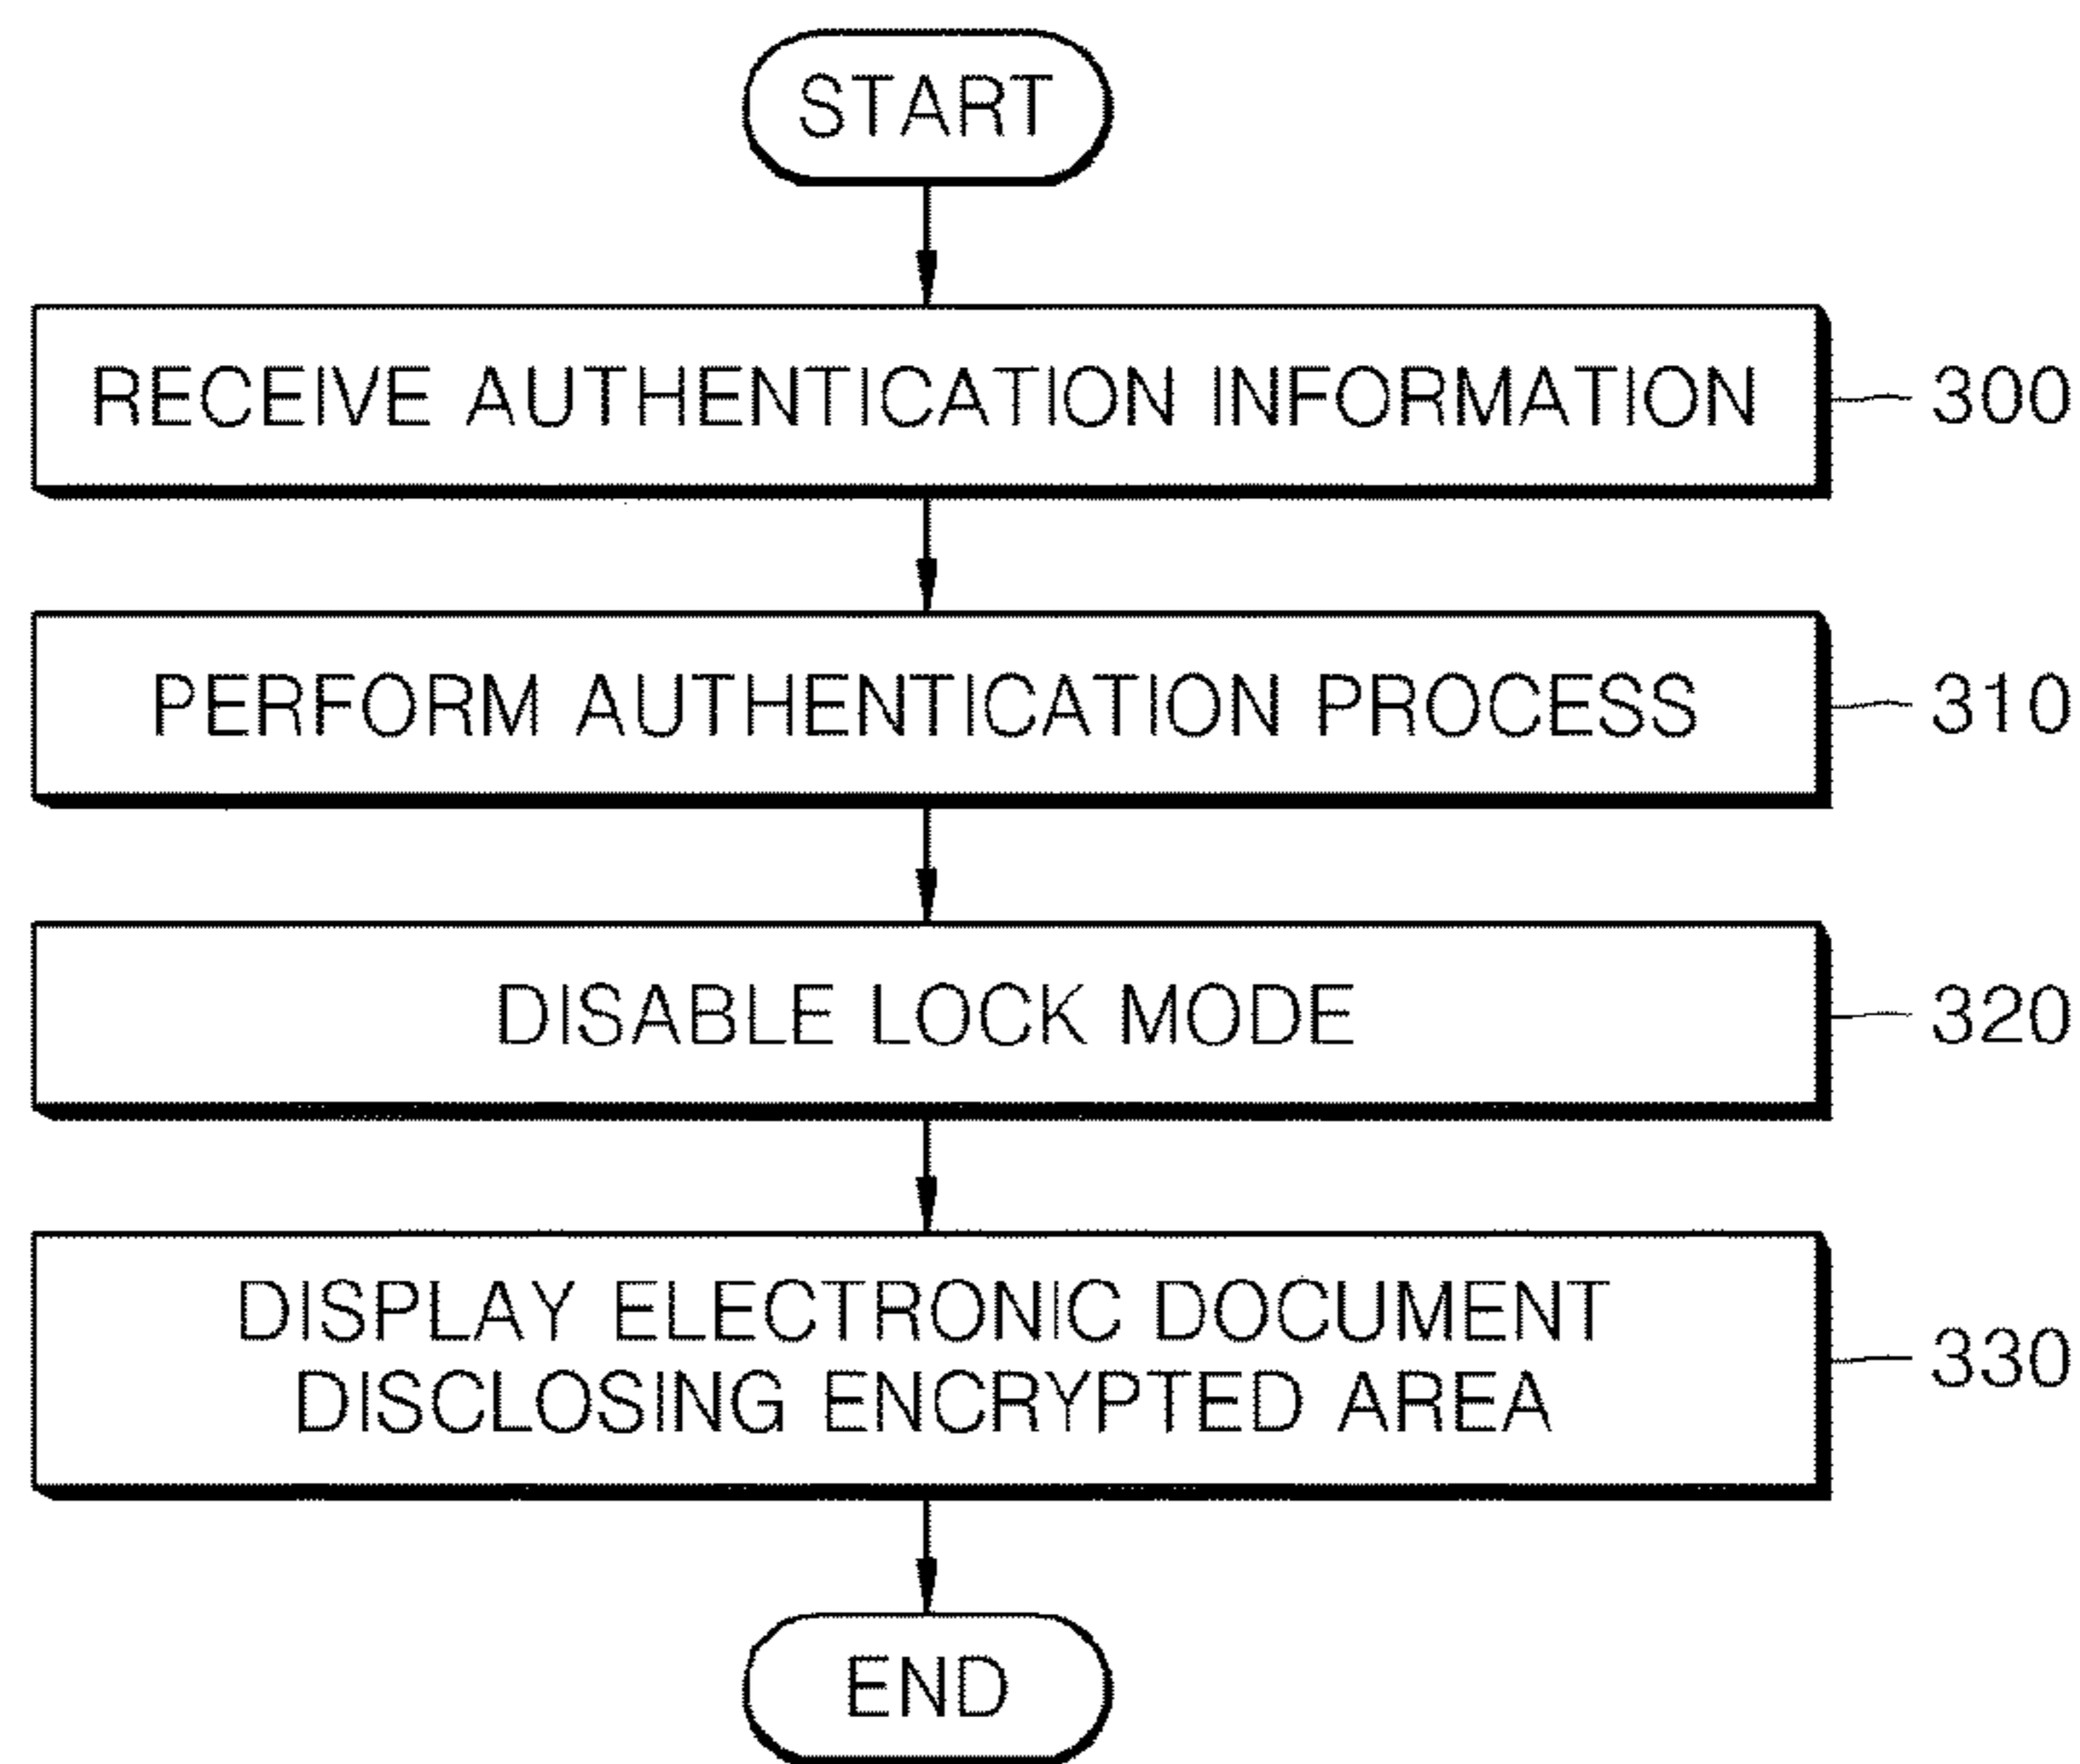 START
RECEIVE AUTHENTICATION INFORMATION 300
PERFORM AUTHENTICATION PROCESS 310
DISABLE LOCK MODE 320
DISPLAY ELECTRONIC DOCUMENT
DISCLOSING ENCRYPTED AREA 330
END